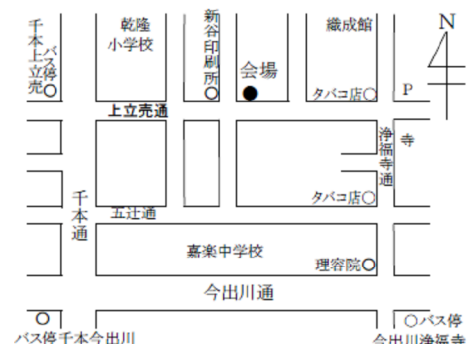 千本上立売
バス停
乾隆
小学校
新谷印刷所
会場
織成館
タバコ店
N
P
上立売通
浄福寺通
寺
千本通
五辻通
タバコ店
嘉楽中学校
理容院
今出川通
バス停千本今出川
バス停
今出川浄福寺